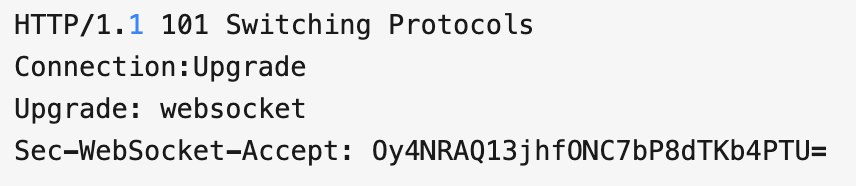 HTTP/1.1 101 Switching Protocols
Connection:Upgrade
Upgrade: websocket
Sec-WebSocket-Accept: Oy4NRAQ13jhfONC7bP8dTKb4PTU=